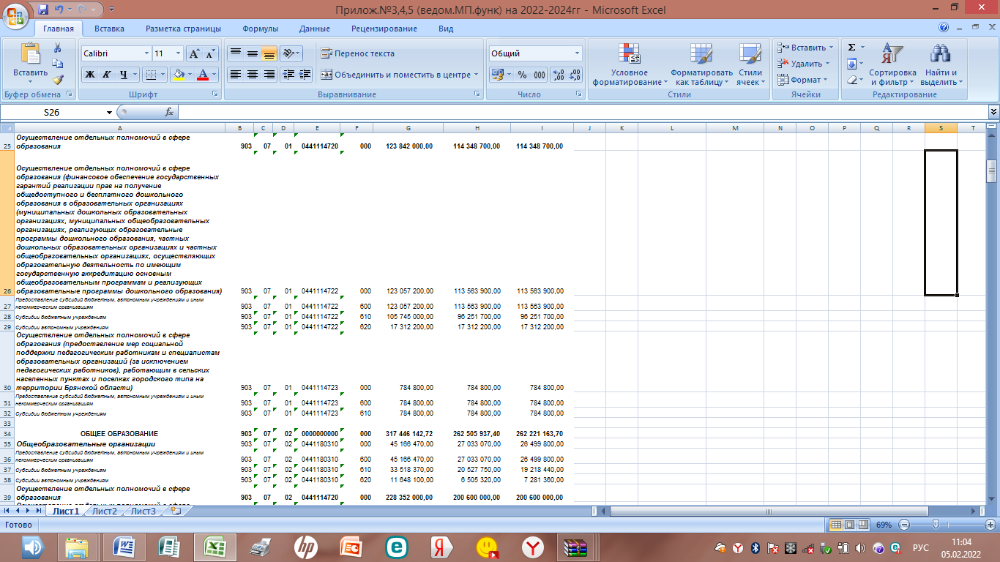 Прилож.№3,4,5 (ведом.МП.функ) на 2022-2024гг - Microsoft Excel
Главная Вставка Разметка страницы Формулы Данные Рецензирование Вид
Вставить
Calibri 11
Ж К Ч
Перенос текста
Объединить и поместить в центре
Общий
% 000
Условное форматирование
Форматировать как таблицу
Стили ячеек
Вставить
Удалить
Формат
Сортировка и фильтр
Найти и выделить
Буфер обмена Шрифт Выравнивание Число Стили Ячейки Редактирование
S26
A B C D E F G H I J K L M N O P Q R S T
Осуществление отдельных полномочий в сфере
25 образования 903 07 01 0441114720 000 123 842 000,00 114 348 700,00 114 348 700,00
Осуществление отдельных полномочий в сфере
образования (финансовое обеспечение государственных
гарантий реализации прав на получение
общедоступного и бесплатного дошкольного
образования в образовательных организациях
(муниципальных дошкольных образовательных
организациях, муниципальных общеобразовательных
организациях, реализующих образовательные
программы дошкольного образования, частных
дошкольных образовательных организациях и частных
общеобразовательных организациях, осуществляющих
образовательную деятельность по имеющим
государственную аккредитацию основным
общеобразовательным программам и реализующих
26 образовательные программы дошкольного образования) 903 07 01 0441114722 000 123 057 200,00 113 563 900,00 113 563 900,00
Предоставление субсидий бюджетным, автономным учреждениям и иным
27 некоммерческим организациям 903 07 01 0441114722 600 123 057 200,00 113 563 900,00 113 563 900,00
28 Субсидии бюджетным учреждениям 903 07 01 0441114722 610 105 745 000,00 96 251 700,00 96 251 700,00
29 Субсидии автономным учреждениям 903 07 01 0441114722 620 17 312 200,00 17 312 200,00 17 312 200,00
Осуществление отдельных полномочий в сфере
образования (предоставление мер социальной
поддержки педагогическим работникам и специалистам
образовательных организаций (за исключением
педагогических работников), работающим в сельских
населенных пунктах и поселках городского типа на
30 территории Брянской области) 903 07 01 0441114723 000 784 800,00 784 800,00 784 800,00
Предоставление субсидий бюджетным, автономным учреждениям и иным
31 некоммерческим организациям 903 07 01 0441114723 600 784 800,00 784 800,00 784 800,00
32 Субсидии бюджетным учреждениям 903 07 01 0441114723 610 784 800,00 784 800,00 784 800,00
33
34 ОБЩЕЕ ОБРАЗОВАНИЕ 903 07 02 0000000000 000 317 446 142,72 262 505 937,40 262 221 163,70
35 Общеобразовательные организации 903 07 02 0441180310 000 45 166 470,00 27 033 070,00 26 499 800,00
Предоставление субсидий бюджетным, автономным учреждениям и иным
36 некоммерческим организациям 903 07 02 0441180310 600 45 166 470,00 27 033 070,00 26 499 800,00
37 Субсидии бюджетным учреждениям 903 07 02 0441180310 610 33 518 370,00 20 527 750,00 19 218 440,00
38 Субсидии автономным учреждениям 903 07 02 0441180310 620 11 648 100,00 6 505 320,00 7 281 360,00
Осуществление отдельных полномочий в сфере
39 образования 903 07 02 0441114720 000 228 352 000,00 200 600 000,00 200 600 000,00
Лист1 Лист2 Лист3
Готово 69%
РУС 11:04
05.02.2022